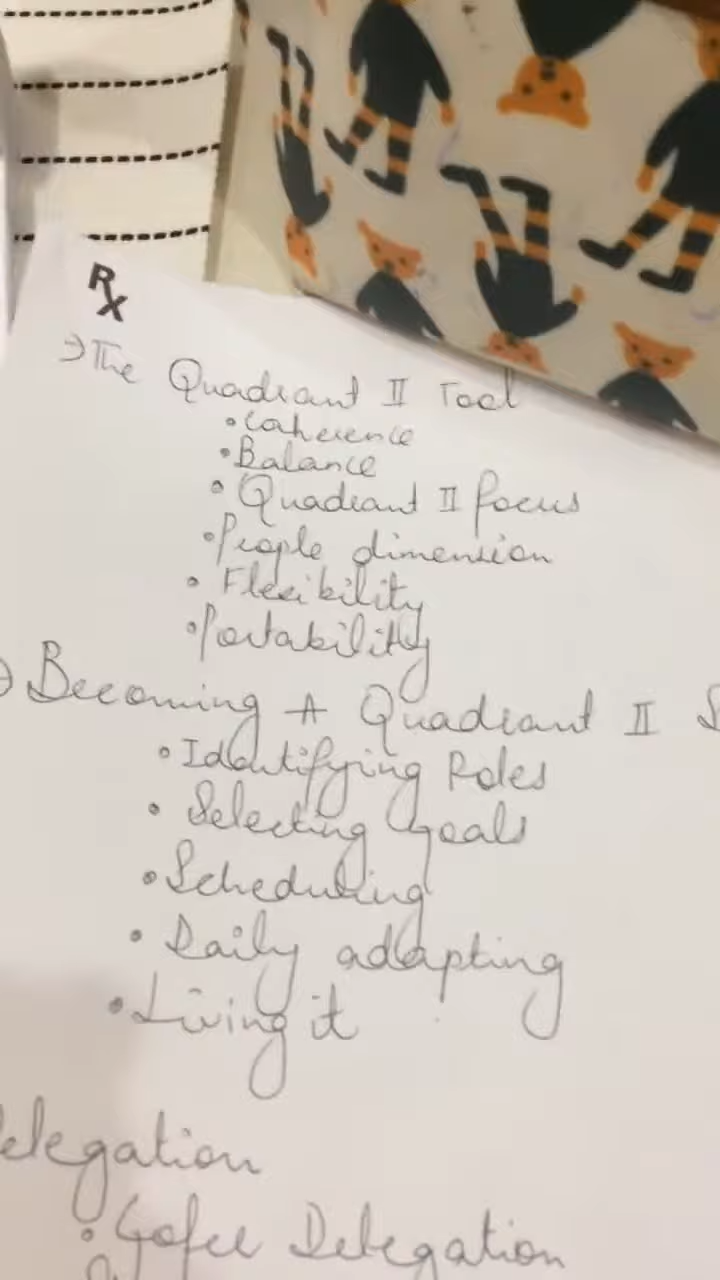 Rx
→ The Quadrant II Tool
• Coherence
• Balance
• Quadrant II focus
• People dimension
• Flexibility
• Portability
→ Becoming A Quadrant II
• Identifying Roles
• Selecting Goals
• Scheduling
• Daily adapting
• Living it
elegation
• Gofer Delegation